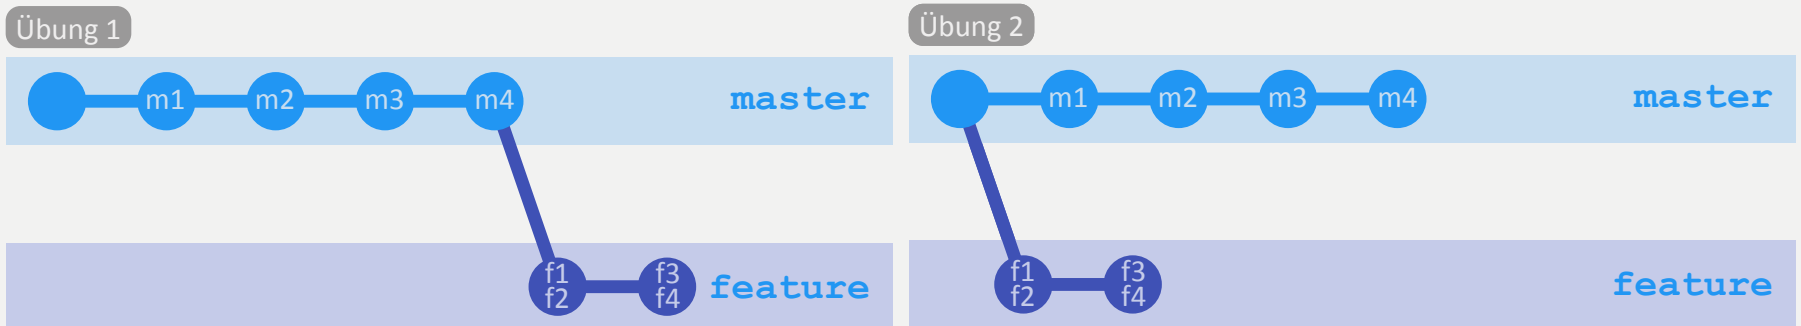 Übung 1
m1 m2 m3 m4 master
f1 f3
f2 f4
feature
Übung 2
m1 m2 m3 m4 master
f1 f3
f2 f4
feature